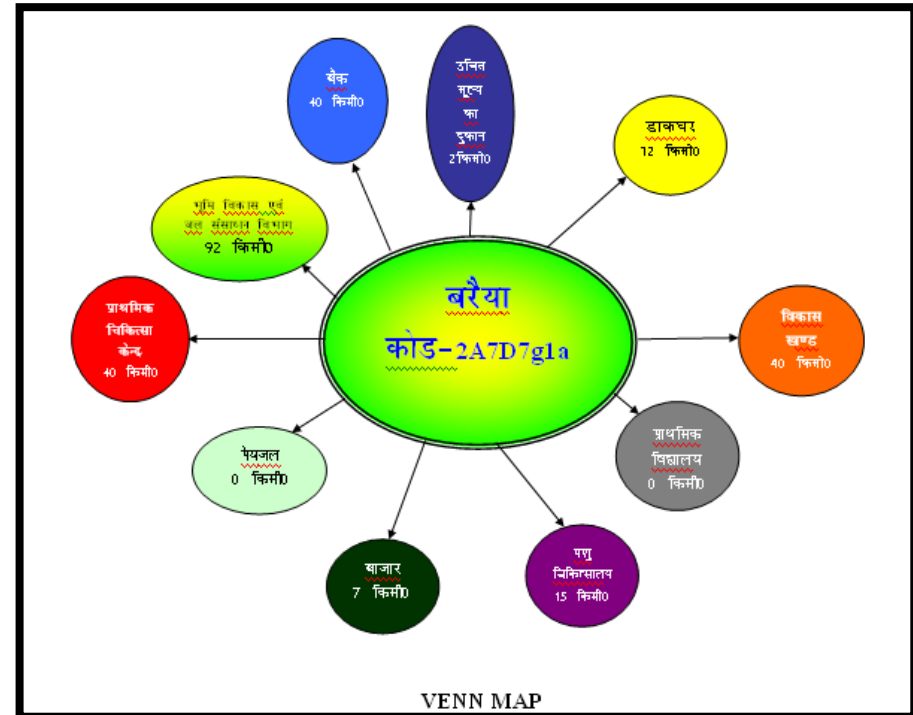 बैक
40 किमी0
उचित
मूल्य
का
दुकान
2किमी0
डाकघर
12 किमी0
भूमि विकास एवं
जल संसाधन विभाग
92 किमी0
प्राथमिक
चिकित्सा
केन्द्र
40 किमी0
बरैया
कोड-2A7D7g1a
विकास
खण्ड
40 किमी0
पेयजल
0 किमी0
प्राथमिक
विद्यालय
0 किमी0
बाजार
7 किमी0
पशु
चिकित्सालय
15 किमी0
VENN MAP